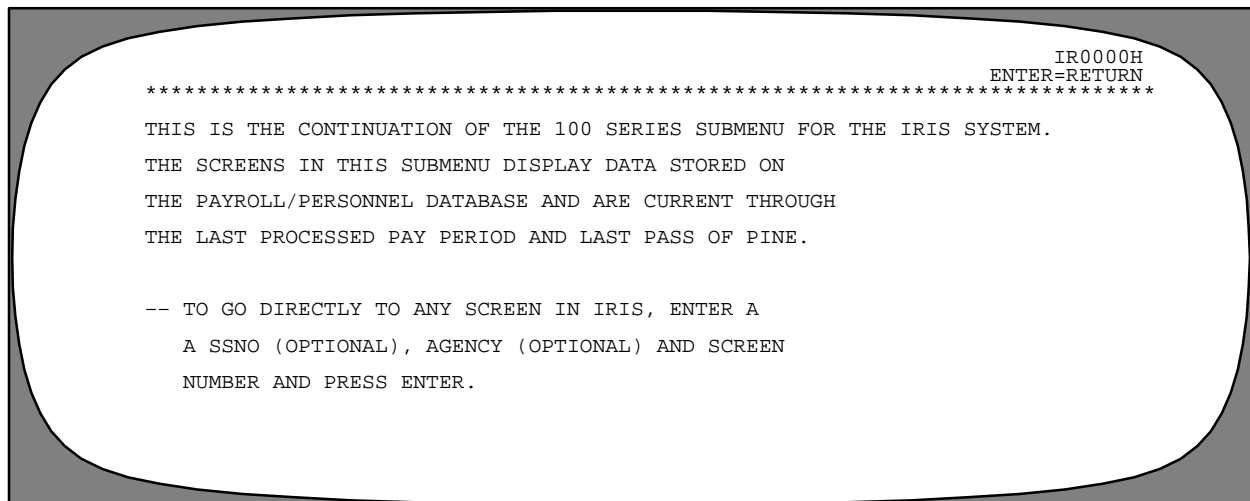 IR0000H
ENTER=RETURN
********************************************************************************
THIS IS THE CONTINUATION OF THE 100 SERIES SUBMENU FOR THE IRIS SYSTEM.
THE SCREENS IN THIS SUBMENU DISPLAY DATA STORED ON
THE PAYROLL/PERSONNEL DATABASE AND ARE CURRENT THROUGH
THE LAST PROCESSED PAY PERIOD AND LAST PASS OF PINE.
-- TO GO DIRECTLY TO ANY SCREEN IN IRIS, ENTER A
A SSNO (OPTIONAL), AGENCY (OPTIONAL) AND SCREEN
NUMBER AND PRESS ENTER.